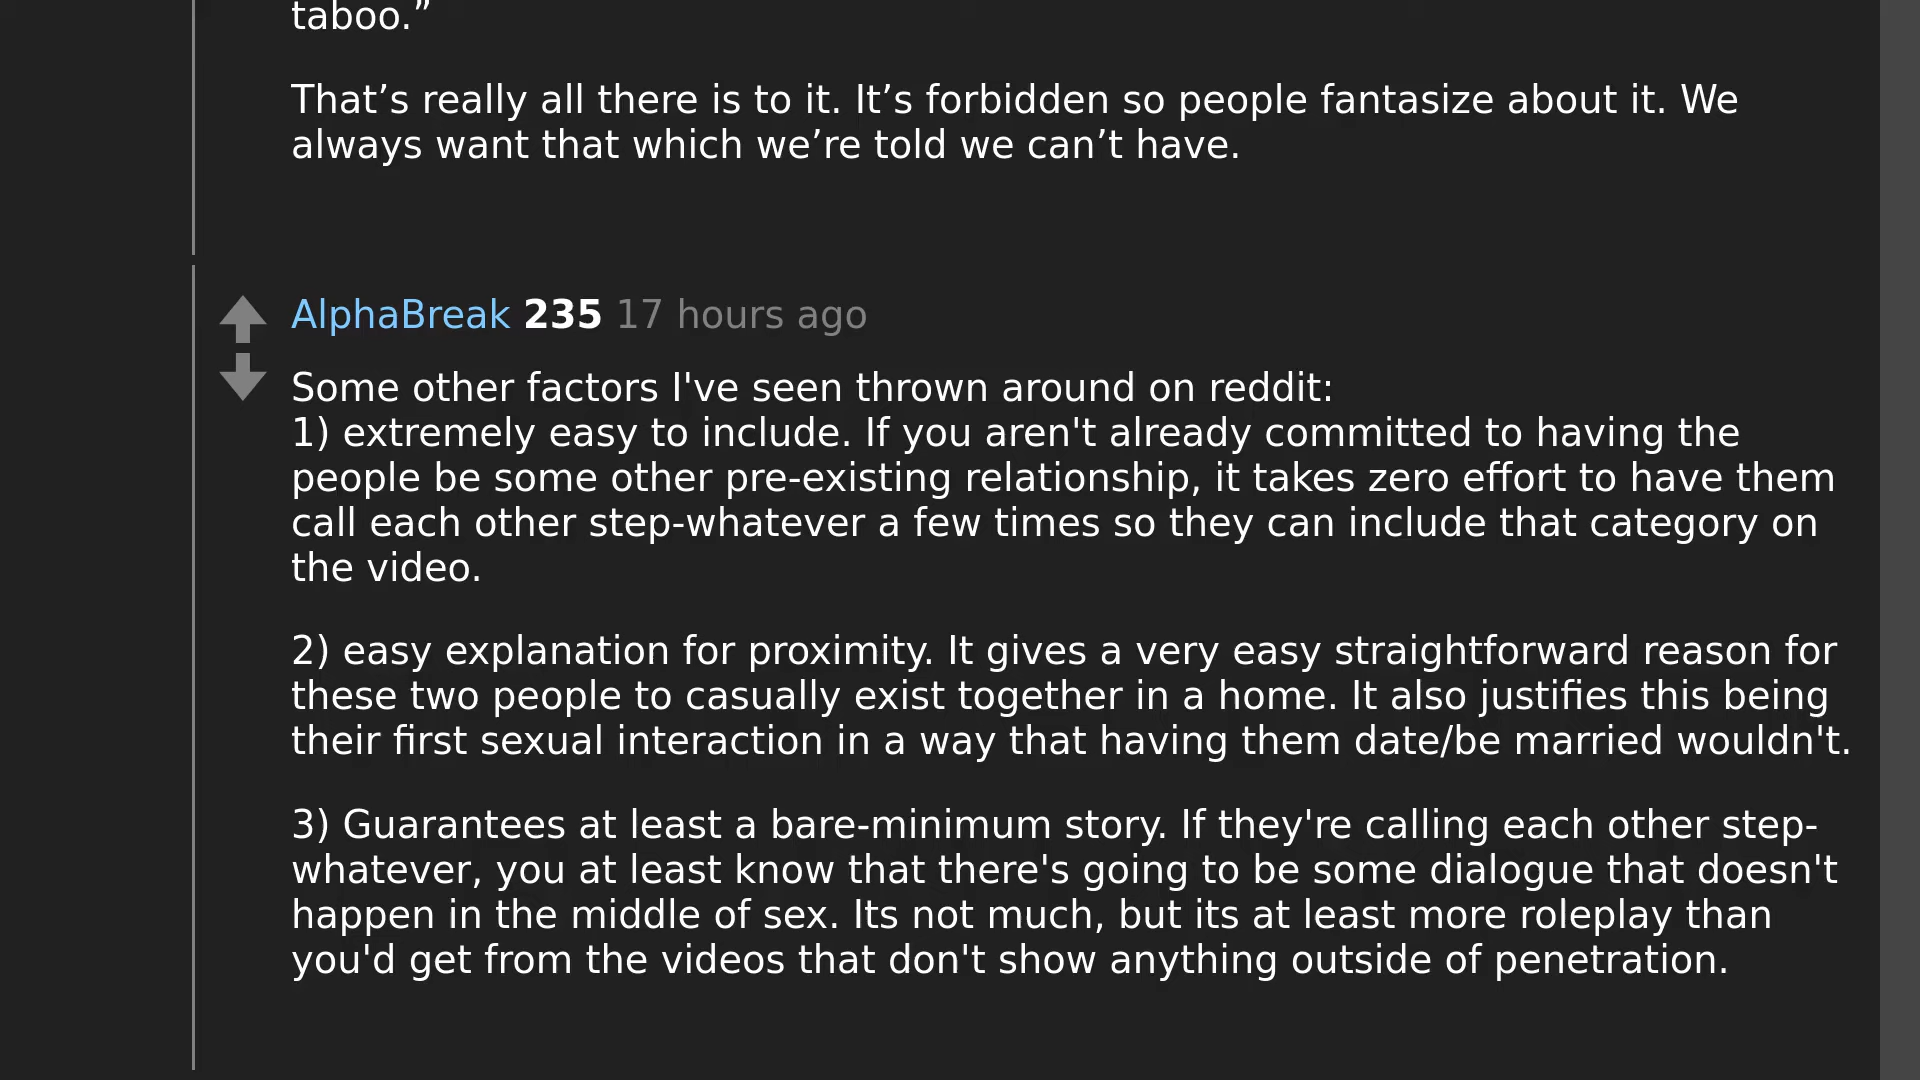 taboo.”
That’s really all there is to it. It’s forbidden so people fantasize about it. We
always want that which we’re told we can’t have.
AlphaBreak 235 17 hours ago
Some other factors I've seen thrown around on reddit:
1) extremely easy to include. If you aren't already committed to having the
people be some other pre-existing relationship, it takes zero effort to have them
call each other step-whatever a few times so they can include that category on
the video.
2) easy explanation for proximity. It gives a very easy straightforward reason for
these two people to casually exist together in a home. It also justifies this being
their first sexual interaction in a way that having them date/be married wouldn't.
3) Guarantees at least a bare-minimum story. If they're calling each other step-
whatever, you at least know that there's going to be some dialogue that doesn't
happen in the middle of sex. Its not much, but its at least more roleplay than
you'd get from the videos that don't show anything outside of penetration.